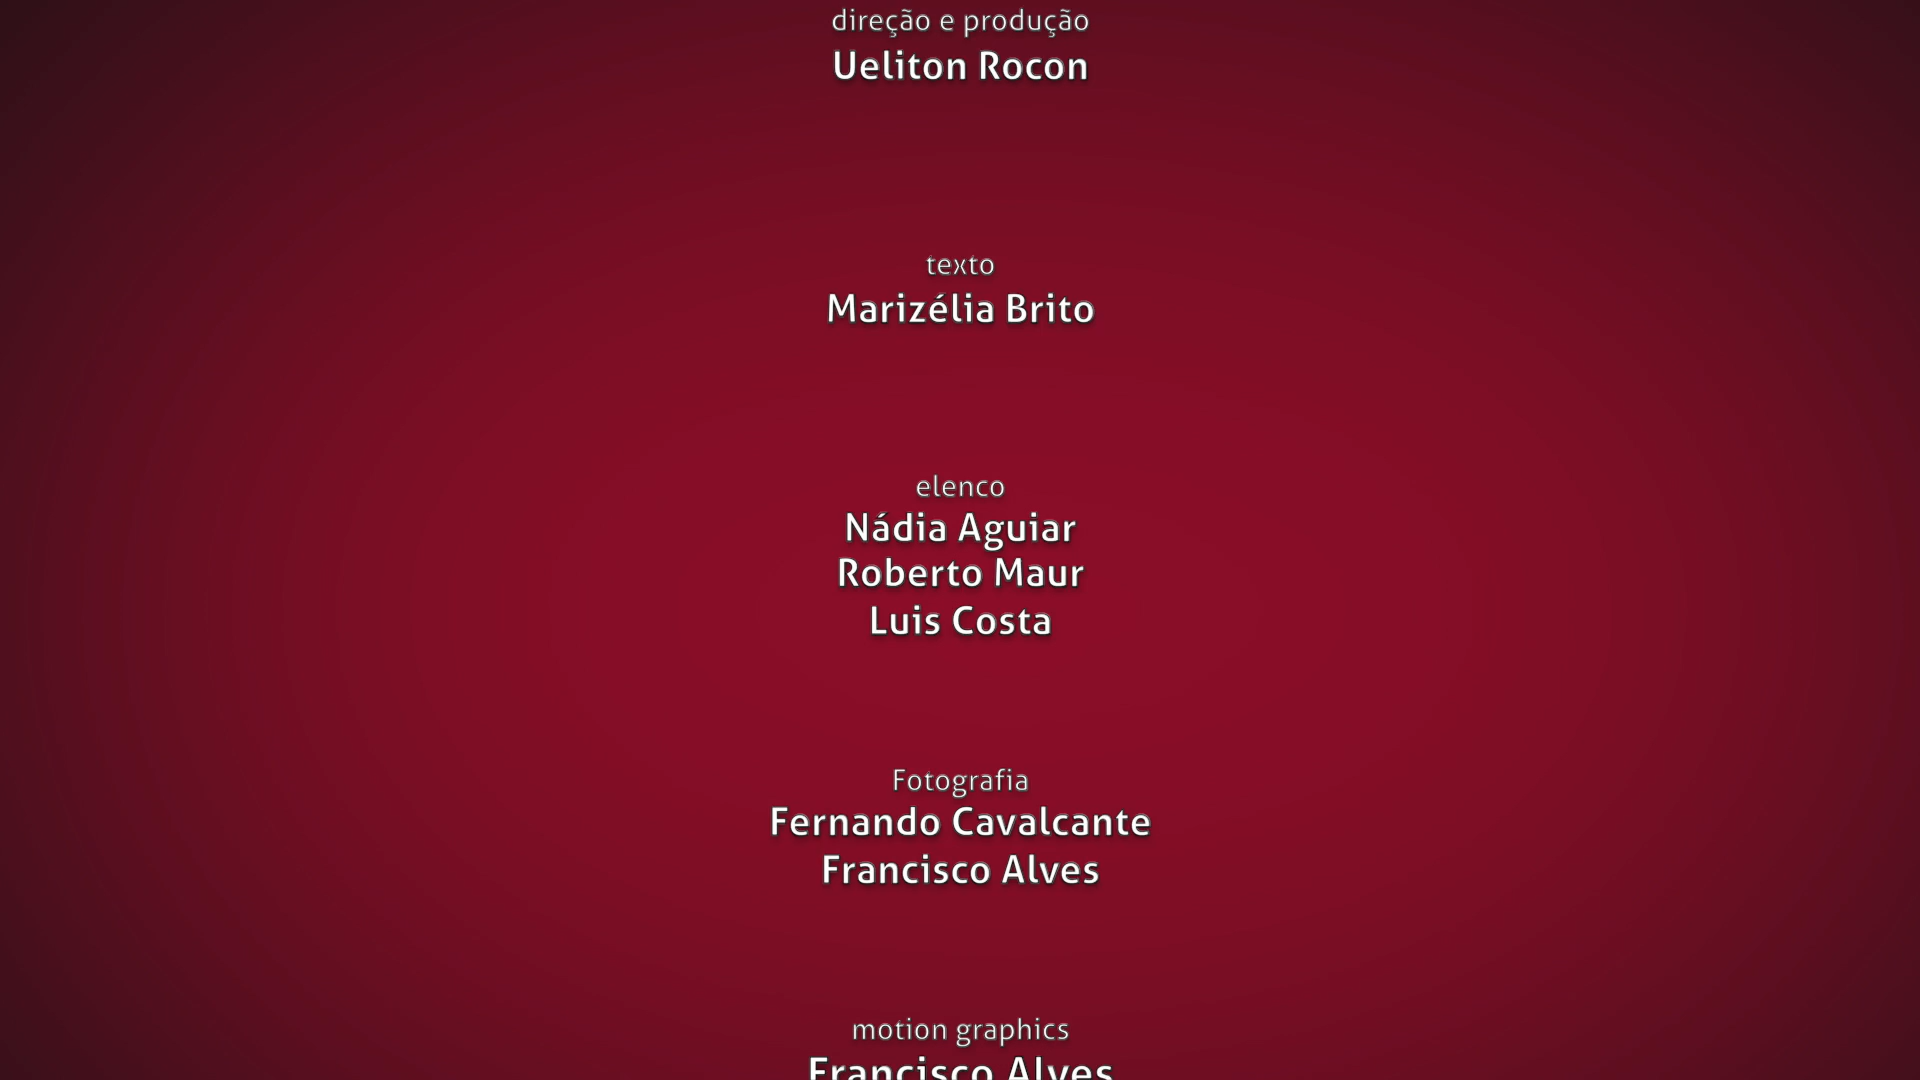 direção e produção
Ueliton Rocon
texto
Marizélia Brito
elenco
Nádia Aguiar
Roberto Maur
Luis Costa
Fotografia
Fernando Cavalcante
Francisco Alves
motion graphics
Francisco Alves